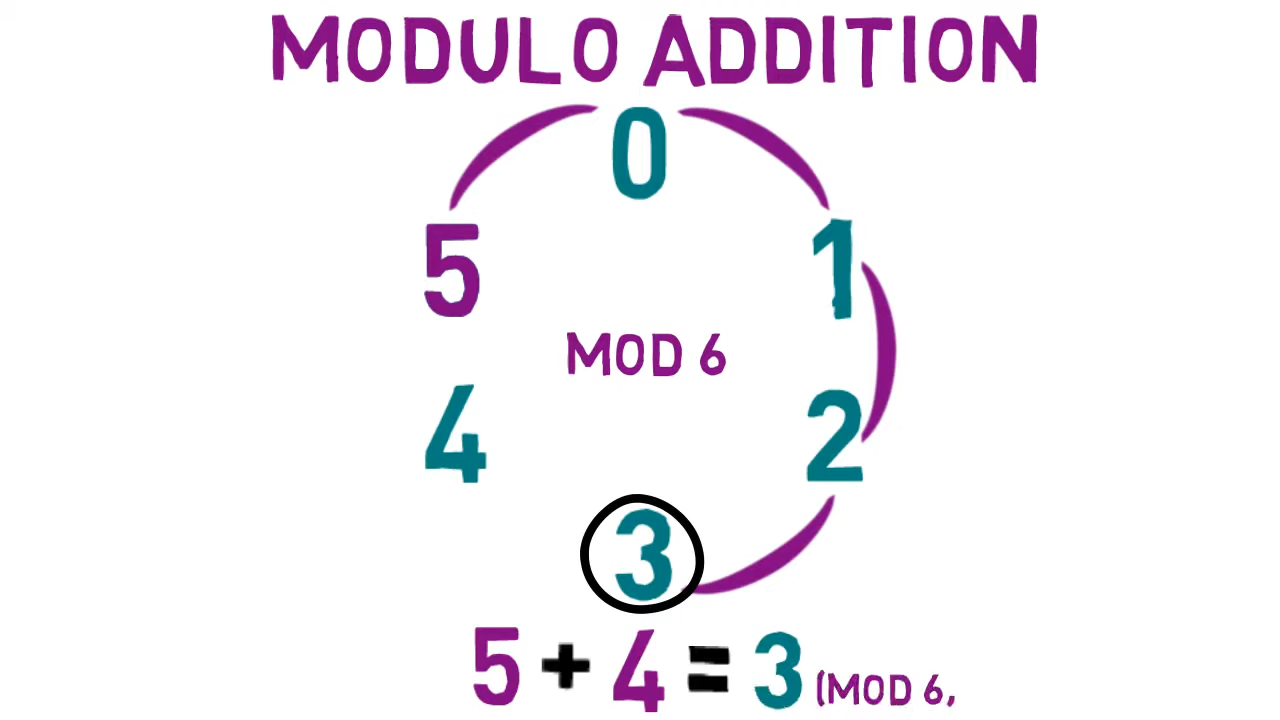 MODULO ADDITION
0
5 1
MOD 6
4 2
3
5 + 4 = 3 (MOD 6,